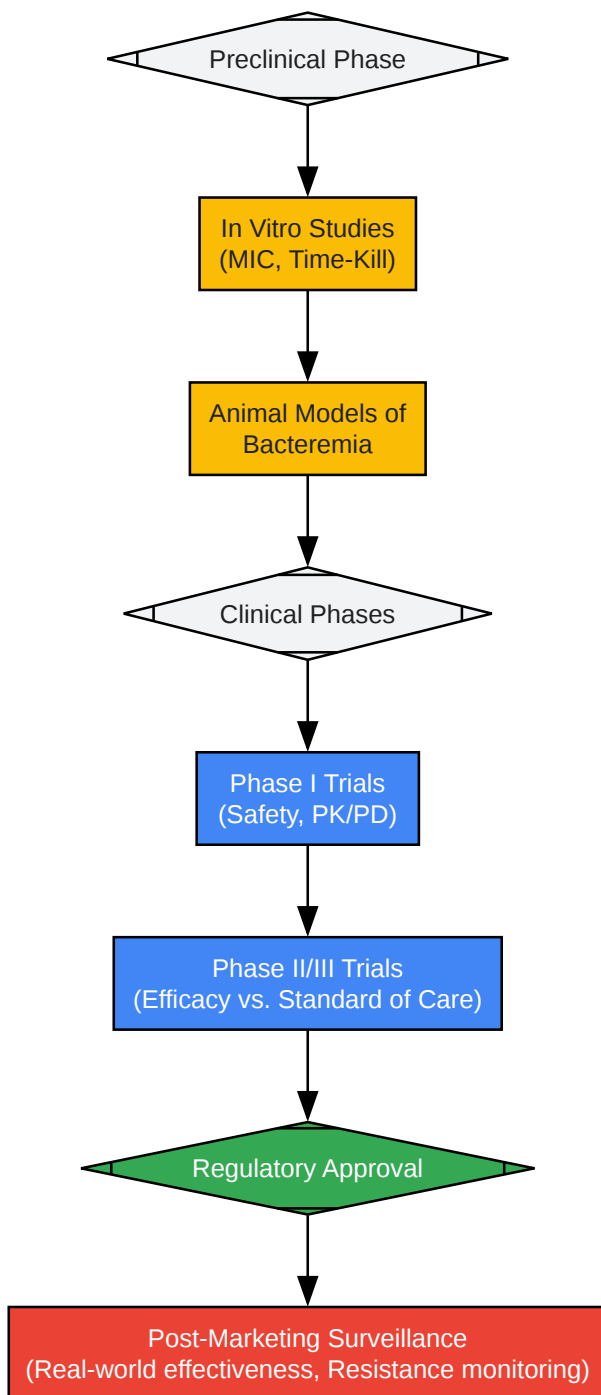 Preclinical Phase
In Vitro Studies
(MIC, Time-Kill)
Animal Models of
Bacteremia
Clinical Phases
Phase I Trials
(Safety, PK/PD)
Phase II/III Trials
(Efficacy vs. Standard of Care)
Regulatory Approval
Post-Marketing Surveillance
(Real-world effectiveness, Resistance monitoring)